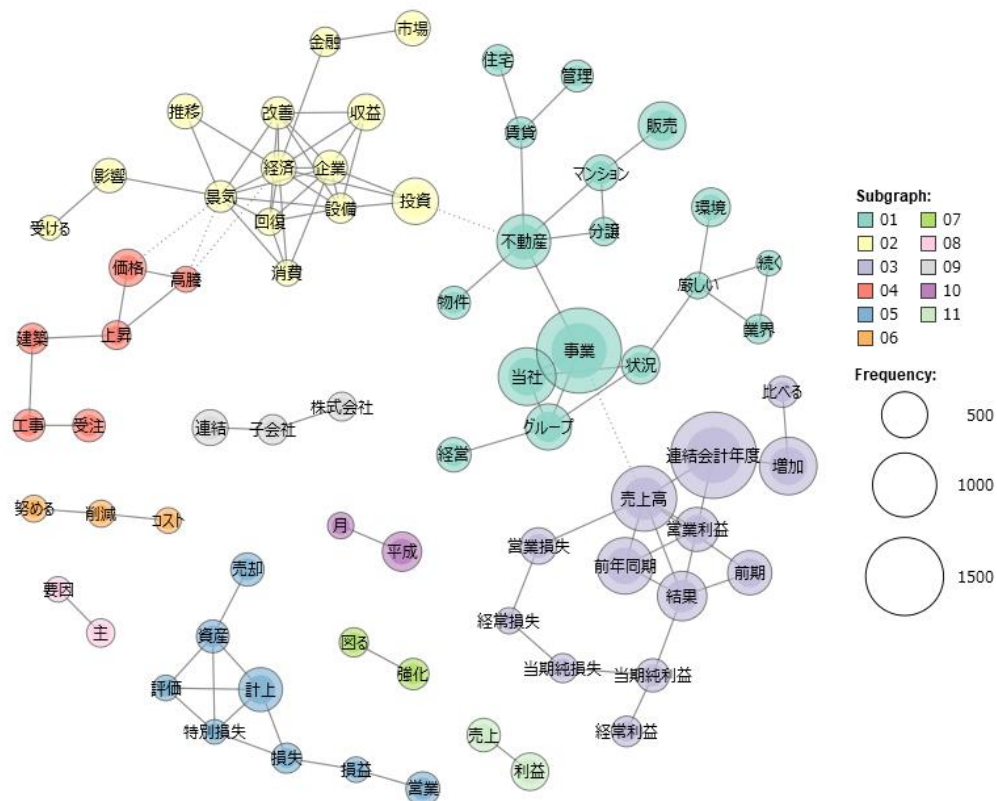 市場
金融
住宅
管理
推移
改善
収益
賃貸
販売
経済
企業
マンション
影響
景気
投資
設備
環境
受ける
回復
不動産
分譲
消費
価格
高騰
厳しい
続く
物件
業界
建築
上昇
事業
状況
当社
比べる
工事
受注
連結
子会社
株式会社
グループ
経営
連結会計年度
増加
売上高
努める
削減
コスト
月
平成
営業利益
営業損失
前年同期
前期
結果
売却
要因
主
経常損失
資産
図る
強化
当期純損失
当期純利益
評価
計上
特別損失
経常利益
売上
利益
損失
損益
営業
Subgraph:
01 07
02 08
03 09
04 10
05 11
06
Frequency:
500
1000
1500